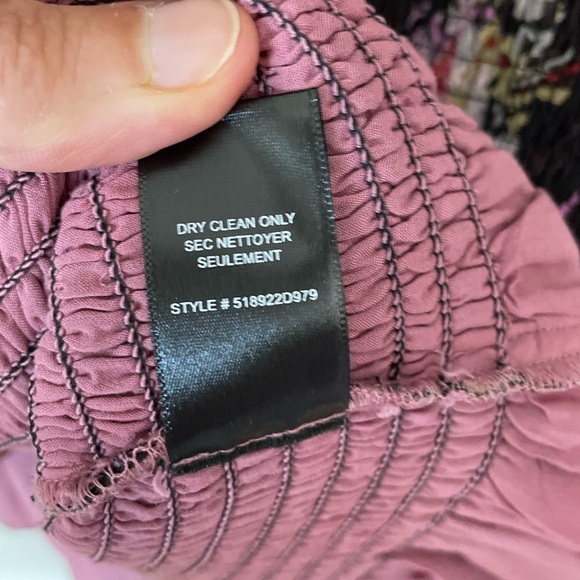 DRY CLEAN ONLY
SEC NETTOYER
SEULEMENT
STYLE # 518922D979